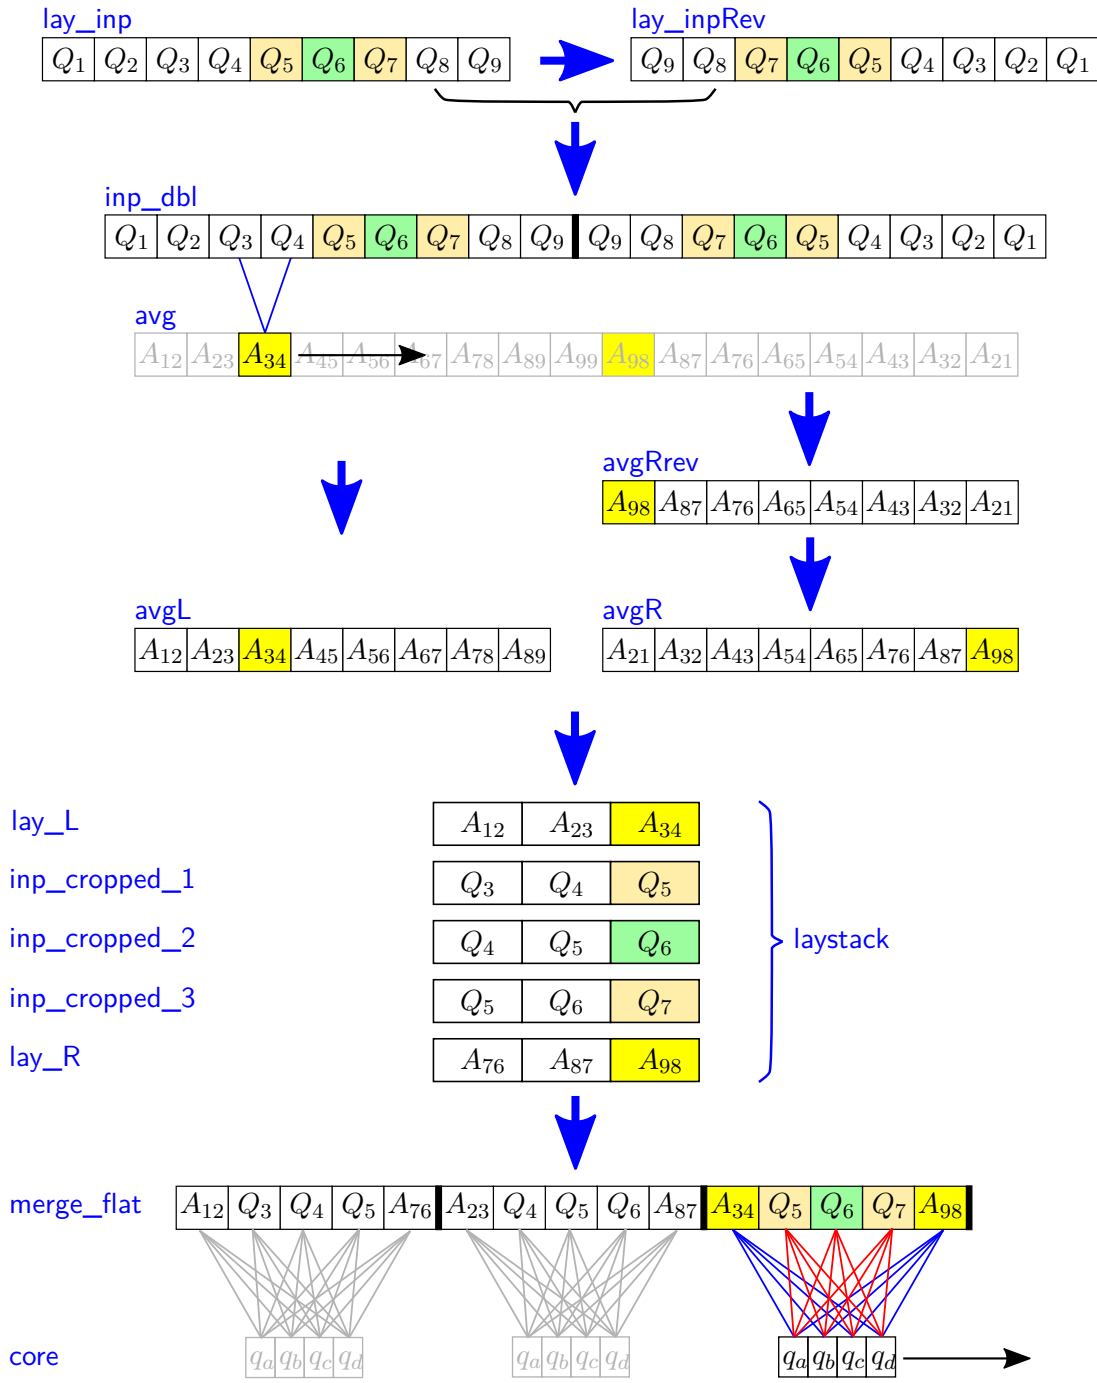 lay_inp lay_inpRev
Q1 Q2 Q3 Q4 Q5 Q6 Q7 Q8 Q9 Q9 Q8 Q7 Q6 Q5 Q4 Q3 Q2 Q1
inp_dbl
Q1 Q2 Q3 Q4 Q5 Q6 Q7 Q8 Q9 Q9 Q8 Q7 Q6 Q5 Q4 Q3 Q2 Q1
avg
A12 A23 A34 A45 A56 A67 A78 A89 A99 A98 A87 A76 A65 A54 A43 A32 A21
avgRrev
A98 A87 A76 A65 A54 A43 A32 A21
avgL avgR
A12 A23 A34 A45 A56 A67 A78 A89 A21 A32 A43 A54 A65 A76 A87 A98
lay_L A12 A23 A34
inp_cropped_1 Q3 Q4 Q5
inp_cropped_2 Q4 Q5 Q6 laystack
inp_cropped_3 Q5 Q6 Q7
lay_R A76 A87 A98
merge_flat A12 Q3 Q4 Q5 A76 A23 Q4 Q5 Q6 A87 A34 Q5 Q6 Q7 A98
core qa qb qc qd qa qb qc qd qa qb qc qd